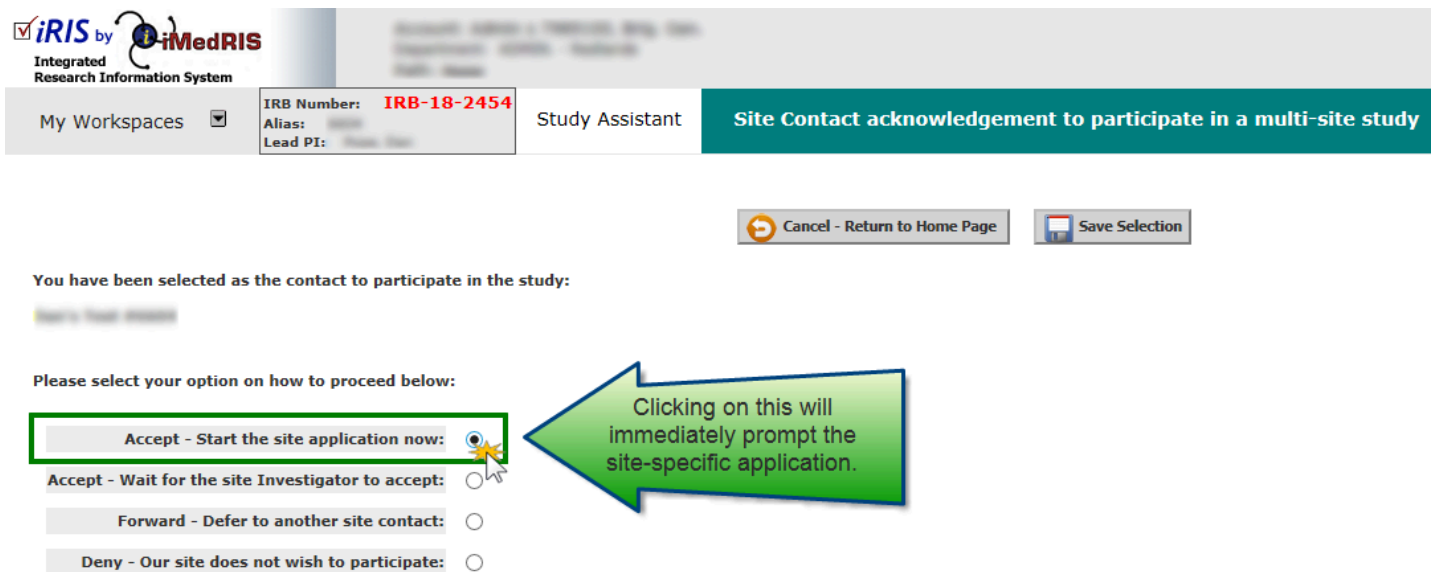 iRIS by iMedRIS
Integrated
Research Information System
My Workspaces
IRB Number: IRB-18-2454
Alias:
Lead PI:
Study Assistant
Site Contact acknowledgement to participate in a multi-site study
Cancel - Return to Home Page
Save Selection
You have been selected as the contact to participate in the study:
Please select your option on how to proceed below:
Accept - Start the site application now:
Clicking on this will
immediately prompt the
site-specific application.
Accept - Wait for the site Investigator to accept:
Forward - Defer to another site contact:
Deny - Our site does not wish to participate: